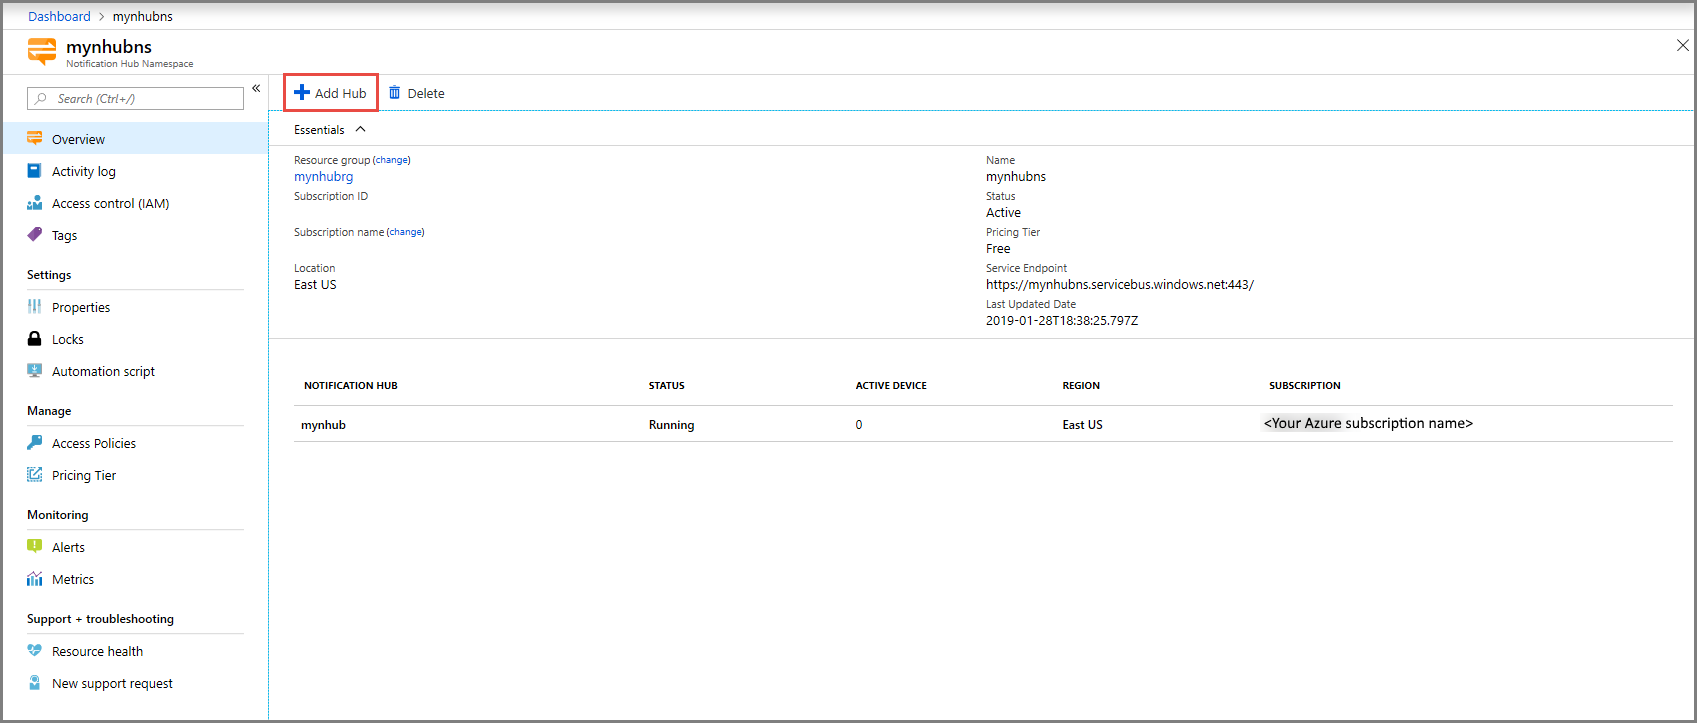 Dashboard > mynhubns
mynhubns
Notification Hub Namespace
Search (Ctrl+/)
«
Overview
Activity log
Access control (IAM)
Tags
Settings
Properties
Locks
Automation script
Manage
Access Policies
Pricing Tier
Monitoring
Alerts
Metrics
Support + troubleshooting
Resource health
New support request
Add Hub Delete
Essentials
Resource group (change)
mynhubrg
Subscription ID
Subscription name (change)
Location
East US
Name
mynhubns
Status
Active
Pricing Tier
Free
Service Endpoint
https://mynhubns.servicebus.windows.net:443/
Last Updated Date
2019-01-28T18:38:25.797Z
NOTIFICATION HUB STATUS ACTIVE DEVICE REGION SUBSCRIPTION
mynhub Running 0 East US <Your Azure subscription name>